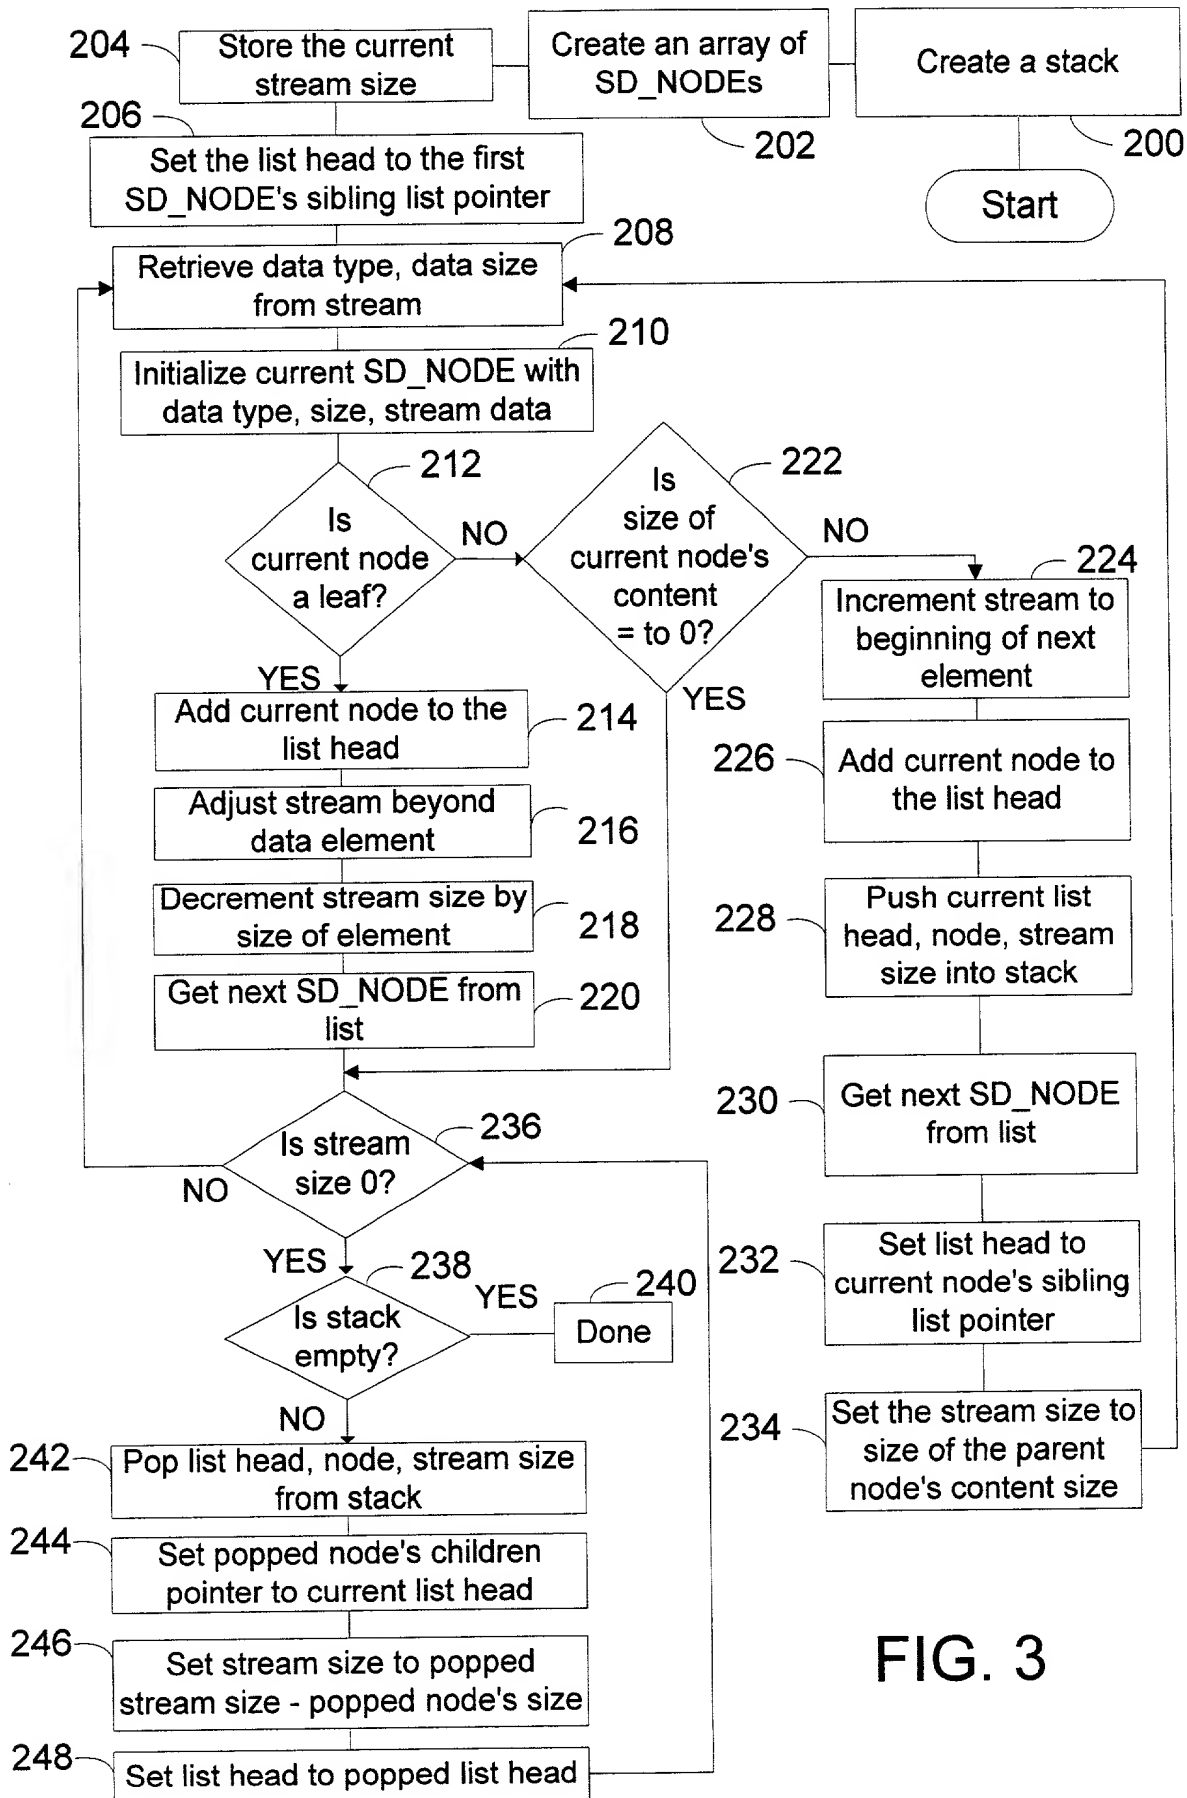 204
Store the current
stream size
Create an array of
SD_NODEs
202
Create a stack
200
Start
206
Set the list head to the first
SD_NODE's sibling list pointer
208
Retrieve data type, data size
from stream
210
Initialize current SD_NODE with
data type, size, stream data
212
Is
current node
a leaf?
NO
YES
222
Is
size of
current node's
content
= to 0?
NO
YES
Add current node to the
list head
214
Adjust stream beyond
data element
216
Decrement stream size by
size of element
218
Get next SD_NODE from
list
220
224
Increment stream to
beginning of next
element
226
Add current node to
the list head
228
Push current list
head, node, stream
size into stack
230
Get next SD_NODE
from list
232
Set list head to
current node's sibling
list pointer
234
Set the stream size to
size of the parent
node's content size
236
Is stream
size 0?
NO
YES
238
Is stack
empty?
YES
240
Done
NO
242
Pop list head, node, stream size
from stack
244
Set popped node's children
pointer to current list head
246
Set stream size to popped
stream size - popped node's size
248
Set list head to popped list head
FIG. 3